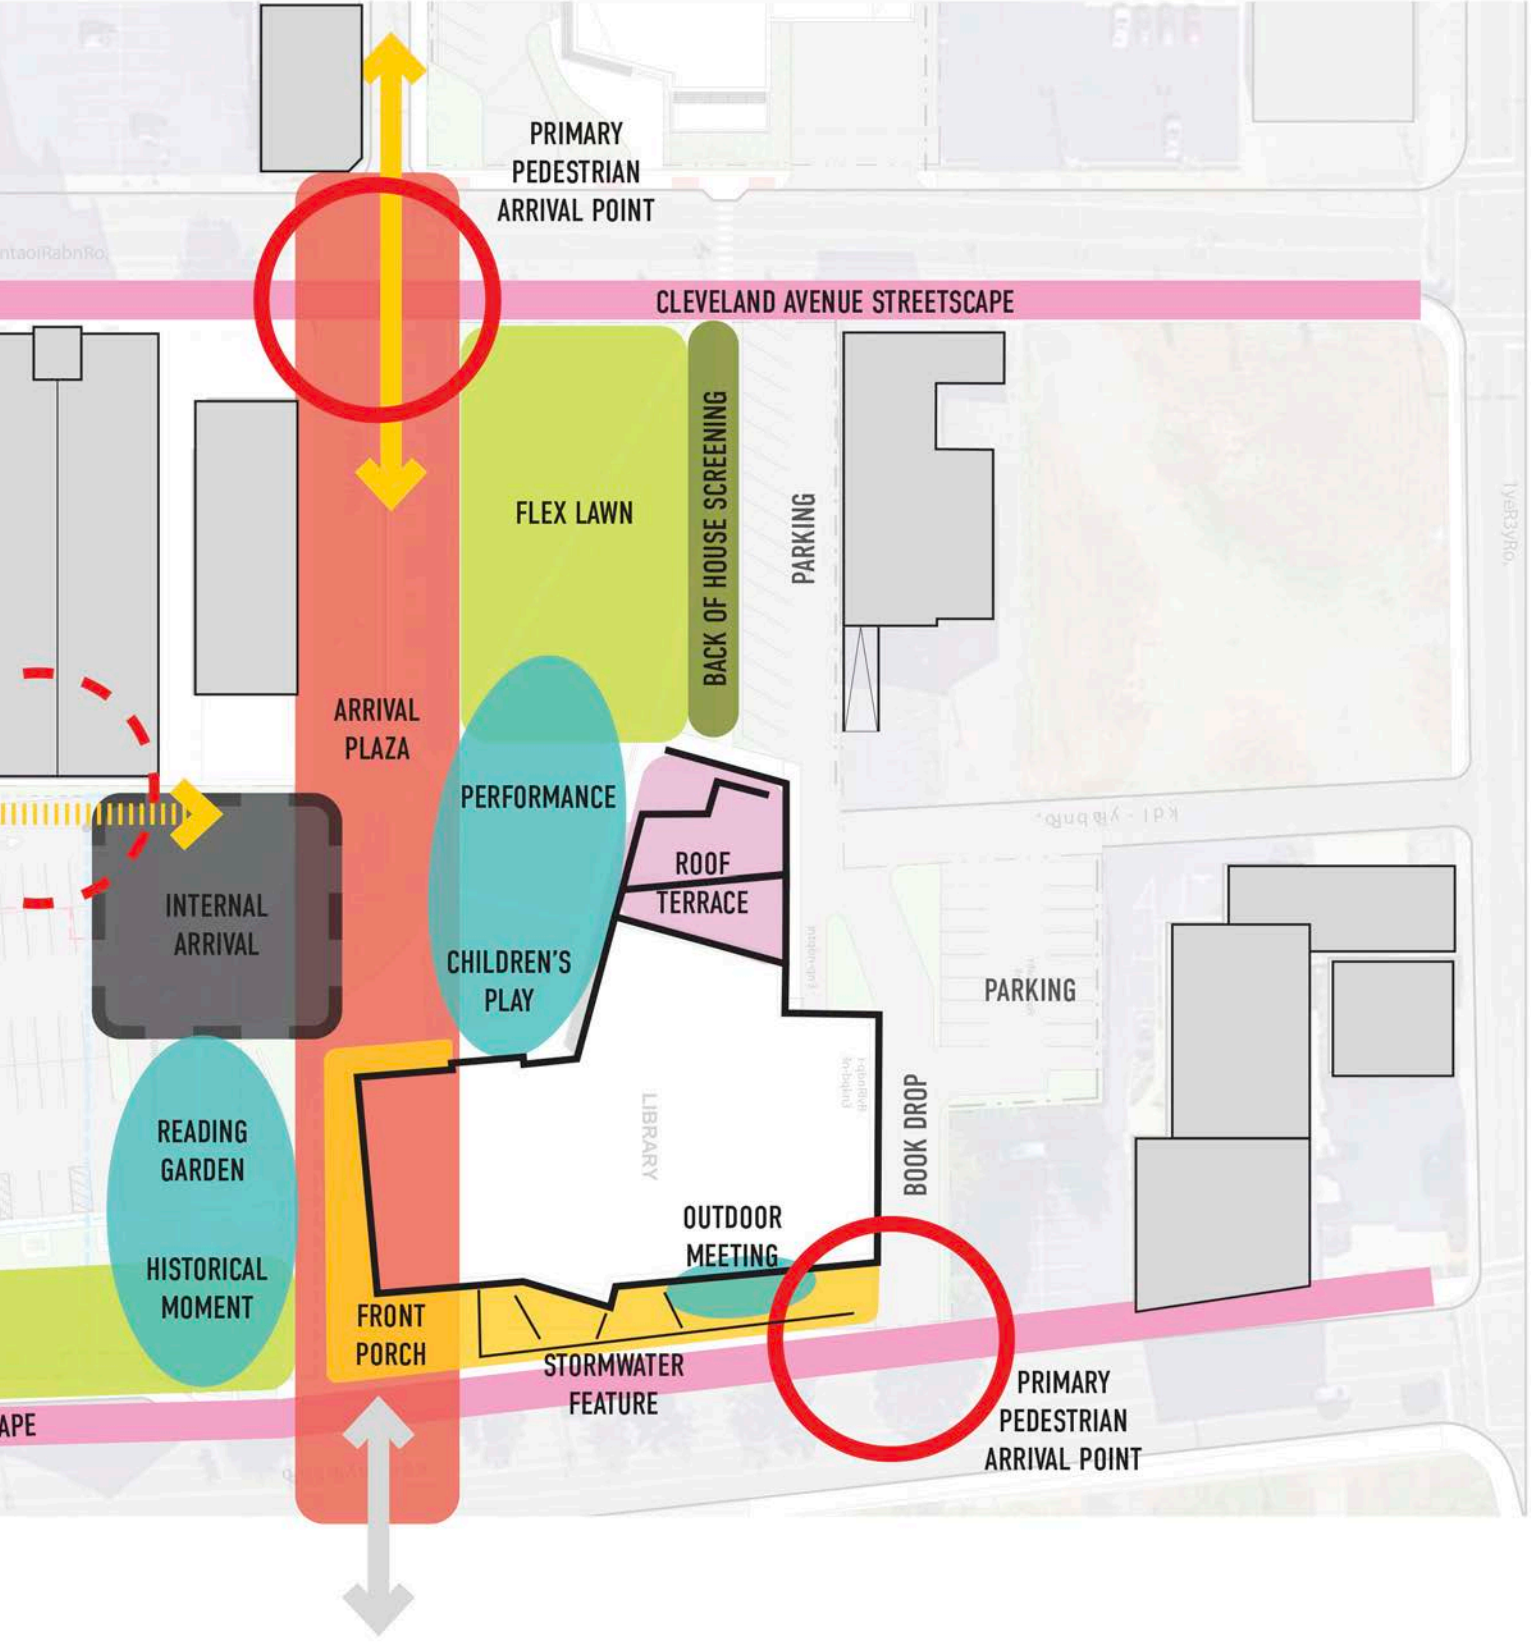 PRIMARY
PEDESTRIAN
ARRIVAL POINT
CLEVELAND AVENUE STREETSCAPE
FLEX LAWN
BACK OF HOUSE SCREENING
PARKING
ARRIVAL
PLAZA
PERFORMANCE
ROOF
TERRACE
INTERNAL
ARRIVAL
CHILDREN'S
PLAY
PARKING
READING
GARDEN
LIBRARY
BOOK DROP
OUTDOOR
MEETING
HISTORICAL
MOMENT
FRONT
PORCH
STORMWATER
FEATURE
PRIMARY
PEDESTRIAN
ARRIVAL POINT
APE